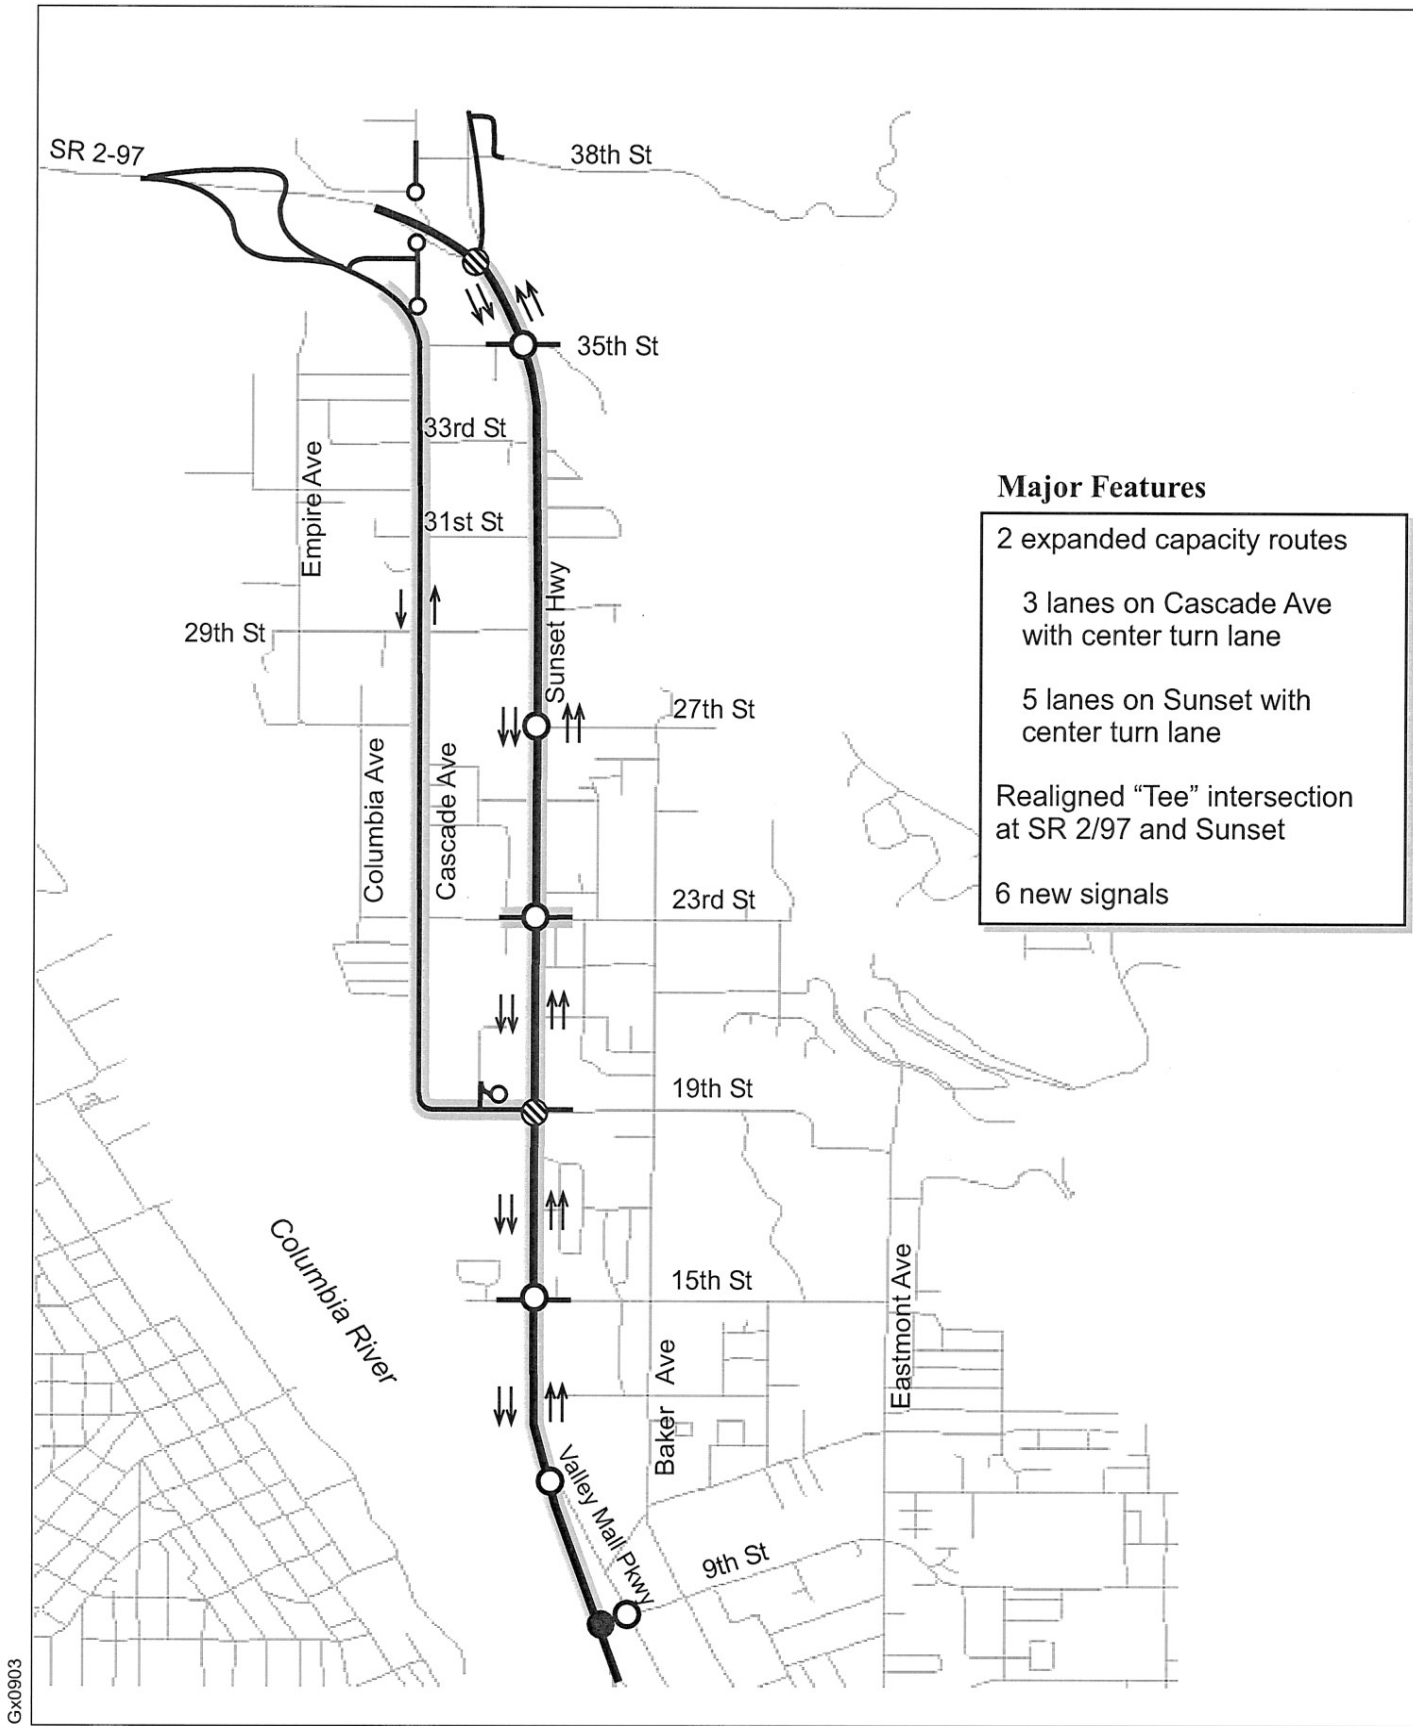 SR 2-97
38th St
35th St
33rd St
Empire Ave
31st St
Sunset Hwy
29th St
27th St
Columbia Ave
Cascade Ave
23rd St
19th St
Columbia River
15th St
Eastmont Ave
Baker Ave
Valley Mall Pkwy
9th St
Major Features
2 expanded capacity routes
3 lanes on Cascade Ave
with center turn lane
5 lanes on Sunset with
center turn lane
Realigned “Tee” intersection
at SR 2/97 and Sunset
6 new signals
Gx0903